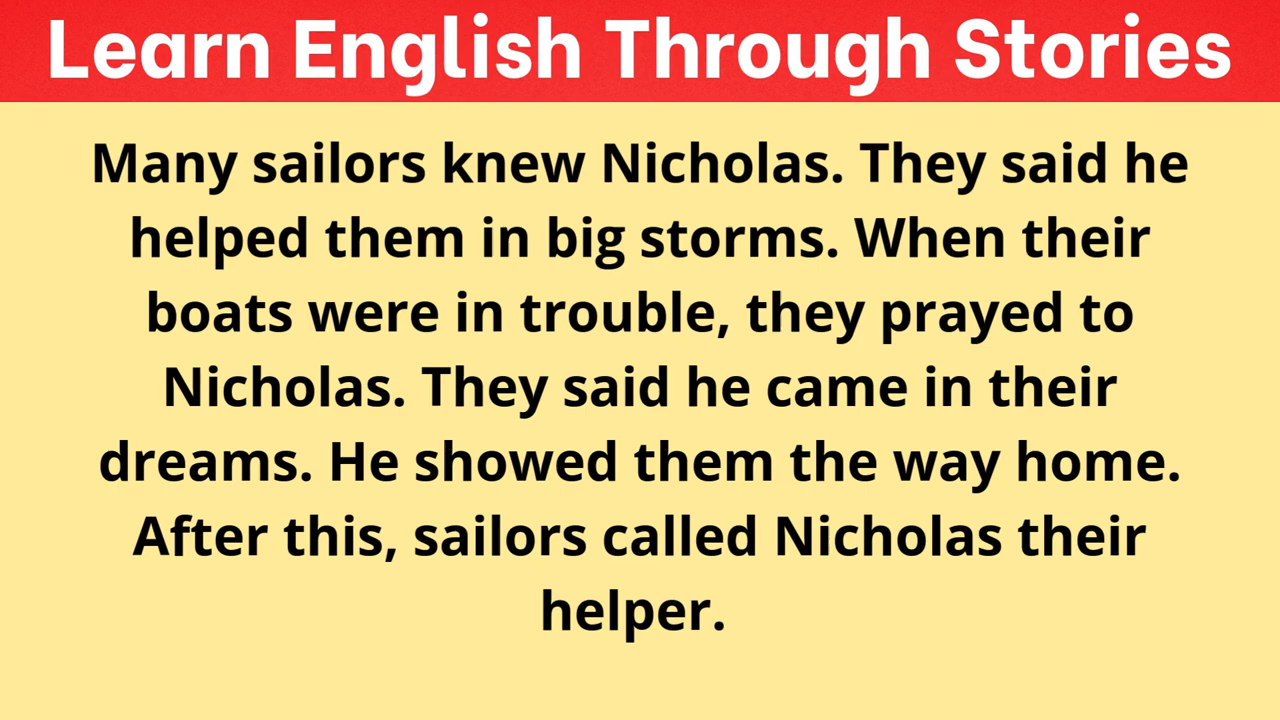 Learn English Through Stories
Many sailors knew Nicholas. They said he
helped them in big storms. When their
boats were in trouble, they prayed to
Nicholas. They said he came in their
dreams. He showed them the way home.
After this, sailors called Nicholas their
helper.